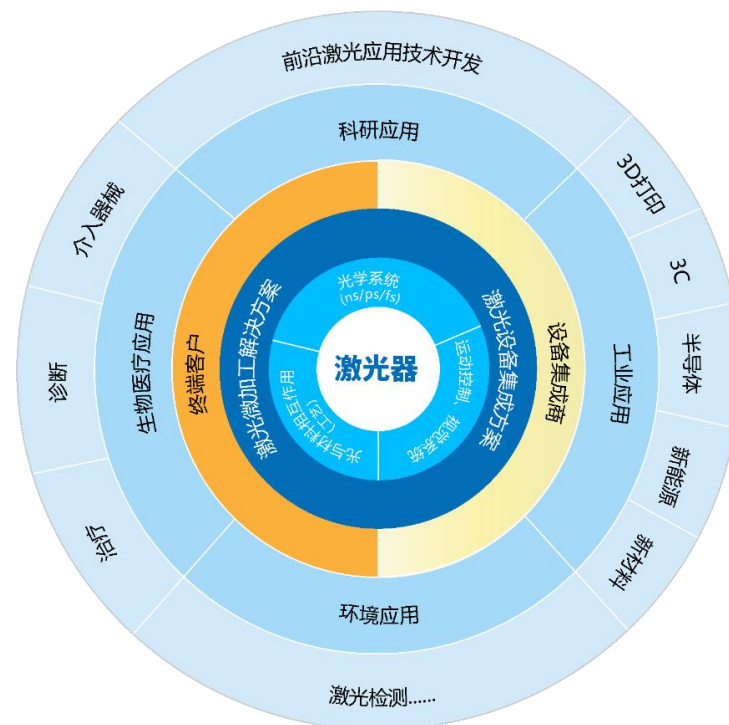 前沿激光应用技术开发
科研应用
3D打印
介入器械
3C
光学系统
(ns/ps/fs)
激光微加工解决方案
激光设备集成方案
半导体
激光器
诊断
生物医疗应用
终端客户
设备集成商
工业应用
光与材料相互作用
(工艺)
运动控制、视觉系统
新能源
治疗
新材料
环境应用
激光检测......